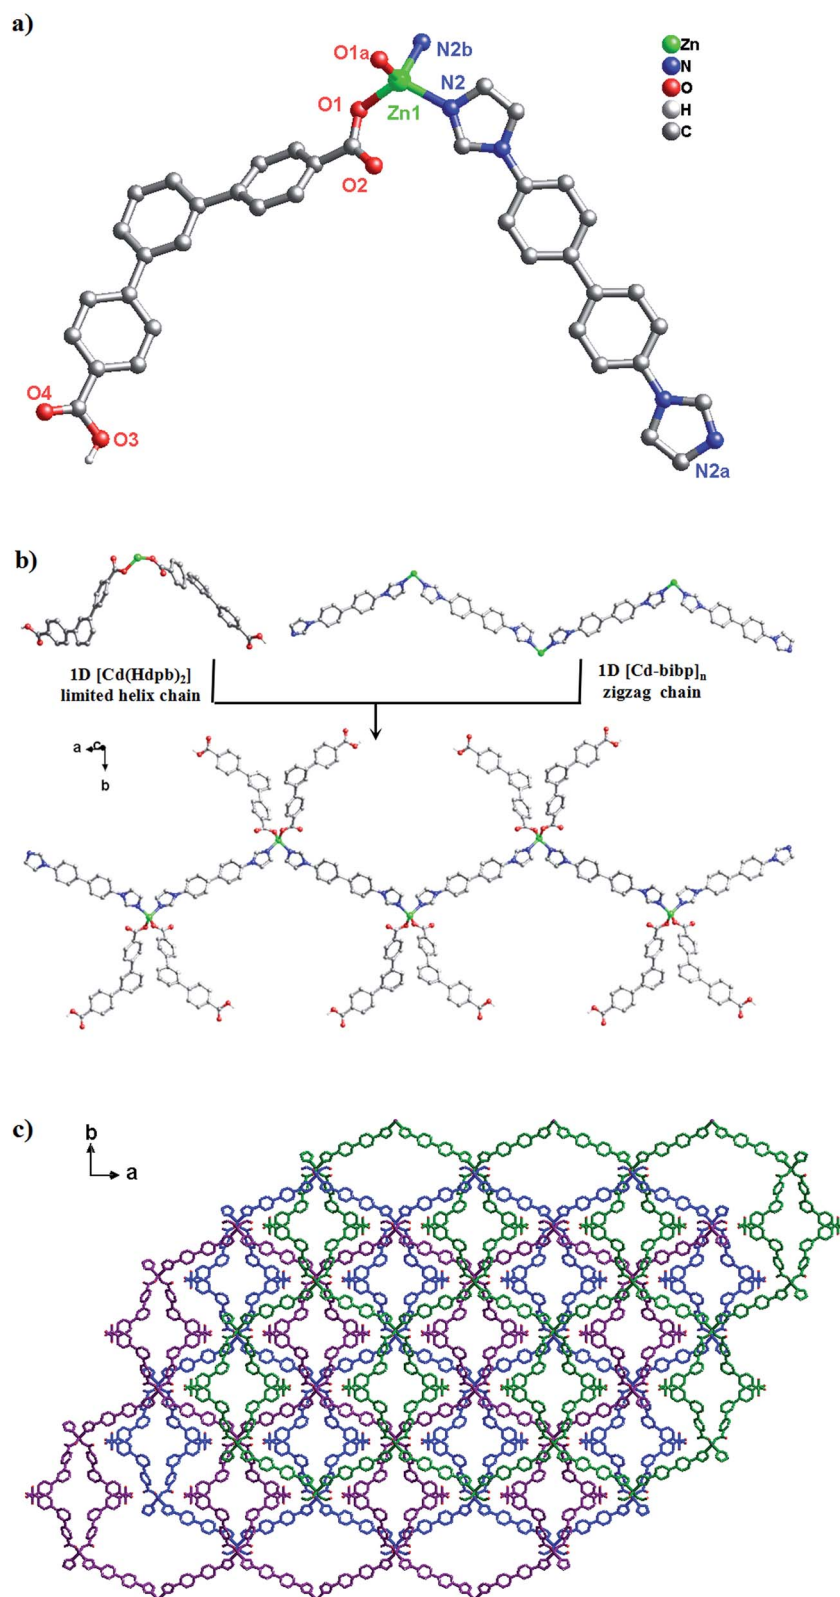 a)
O1a
N2b
O1
Zn1
N2
O2
O4
O3
N2a
Zn
N
O
H
C
b)
1D [Cd(Hdpb)₂]
limited helix chain
1D [Cd-bibp]ₙ
zigzag chain
a
c
b
c)
b
a